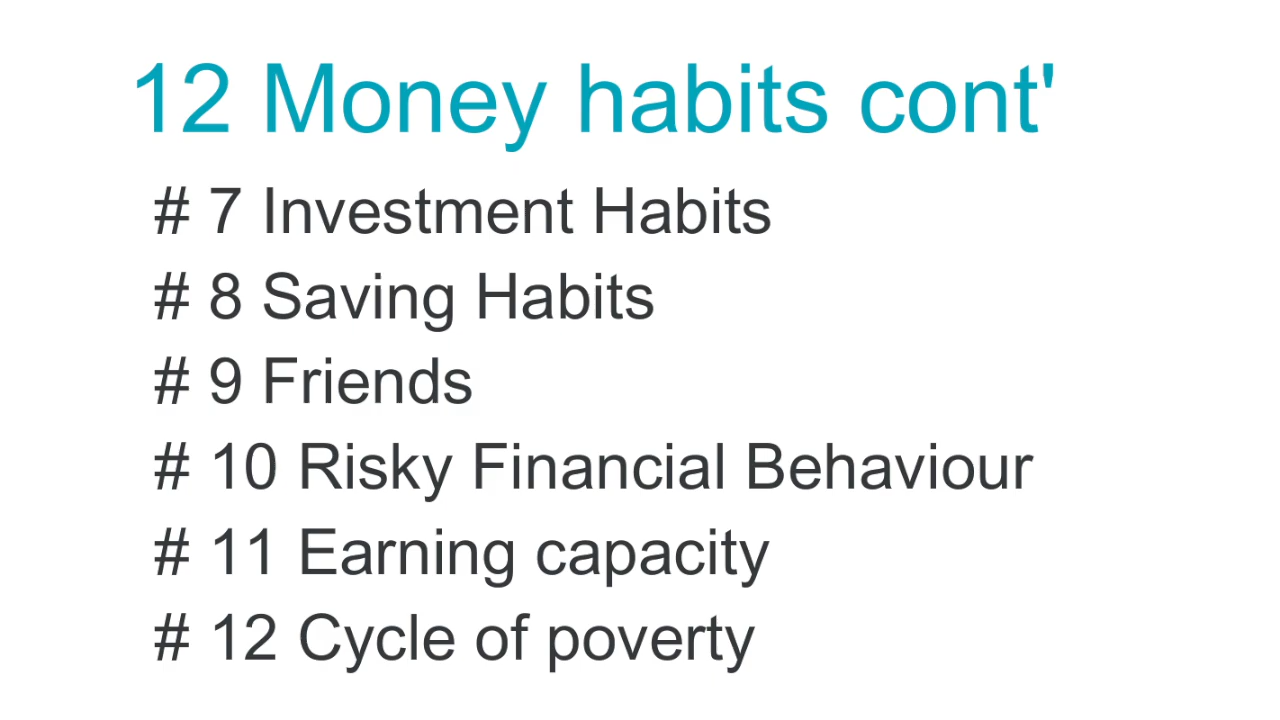 12 Money habits cont'
# 7 Investment Habits
# 8 Saving Habits
# 9 Friends
# 10 Risky Financial Behaviour
# 11 Earning capacity
# 12 Cycle of poverty